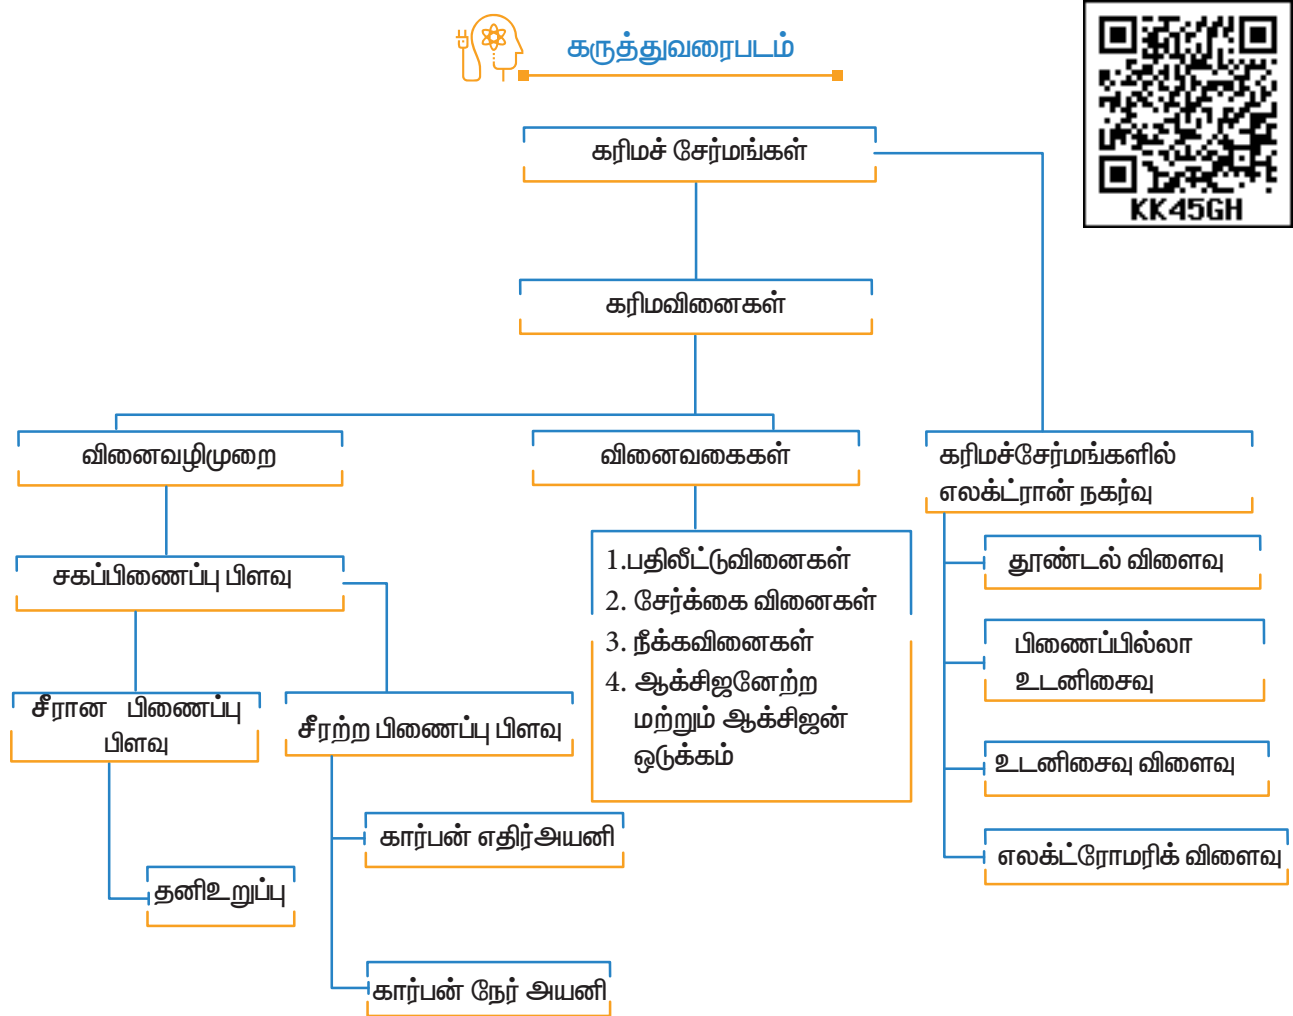 கருத்துவரைபடம்
KK45GH
கரிமச் சேர்மங்கள்
கரிமவினைகள்
வினைவழிமுறை
வினைவகைகள்
கரிமச்சேர்மங்களில்
எலக்ட்ரான் நகர்வு
சகப்பிணைப்பு பிளவு
1.பதிலீட்டுவினைகள்
2. சேர்க்கை வினைகள்
3. நீக்கவினைகள்
4. ஆக்சிஜனேற்ற
மற்றும் ஆக்சிஜன்
ஒடுக்கம்
தூண்டல் விளைவு
பிணைப்பில்லா
உடனிசைவு
உடனிசைவு விளைவு
எலக்ட்ரோமரிக் விளைவு
சீரான பிணைப்பு
பிளவு
சீரற்ற பிணைப்பு பிளவு
கார்பன் எதிர்அயனி
தனிஉறுப்பு
கார்பன் நேர் அயனி